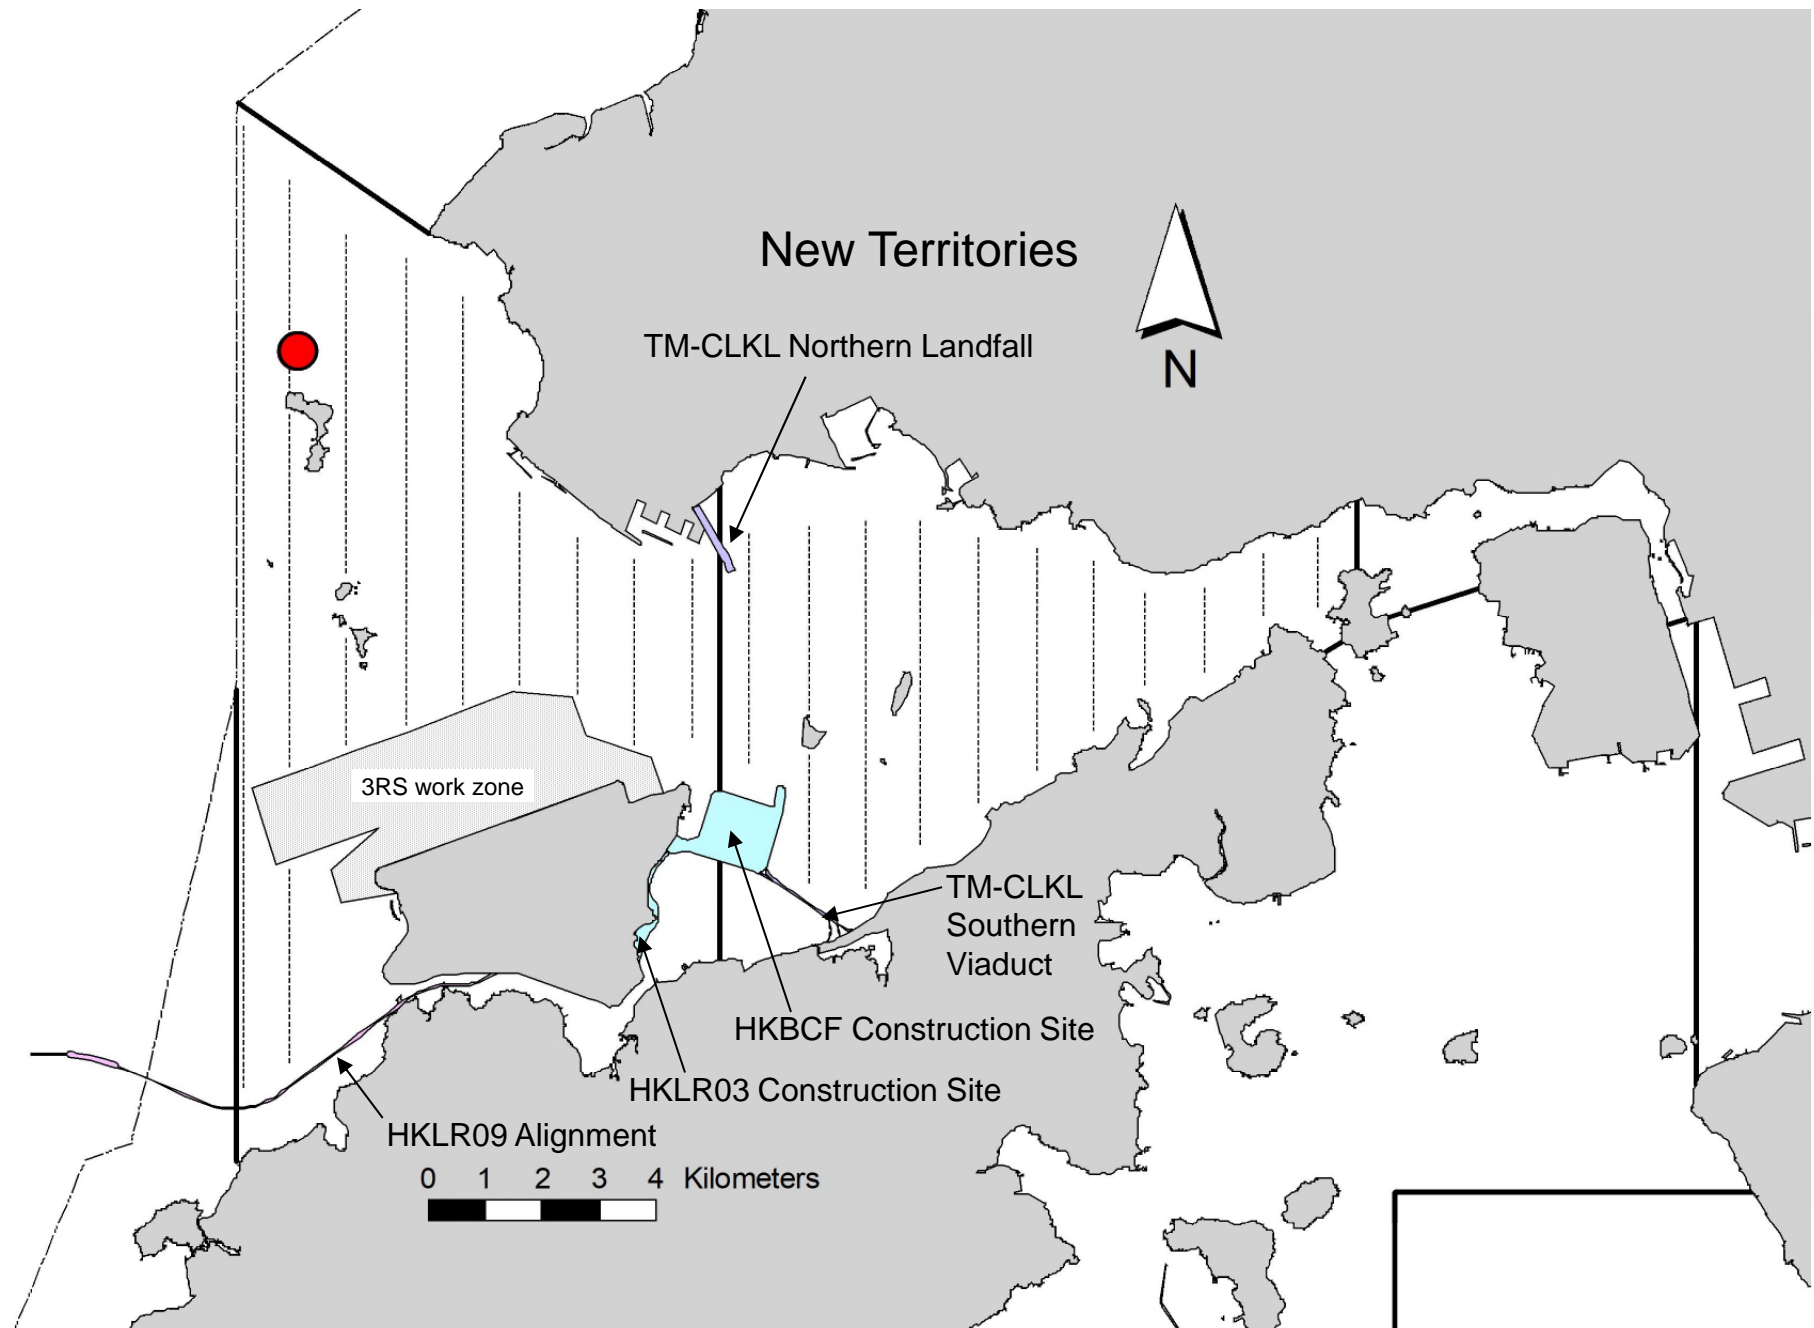 New Territories
TM-CLKL Northern Landfall
N
3RS work zone
TM-CLKL
Southern
Viaduct
HKBCF Construction Site
HKLR03 Construction Site
HKLR09 Alignment
0 1 2 3 4 Kilometers